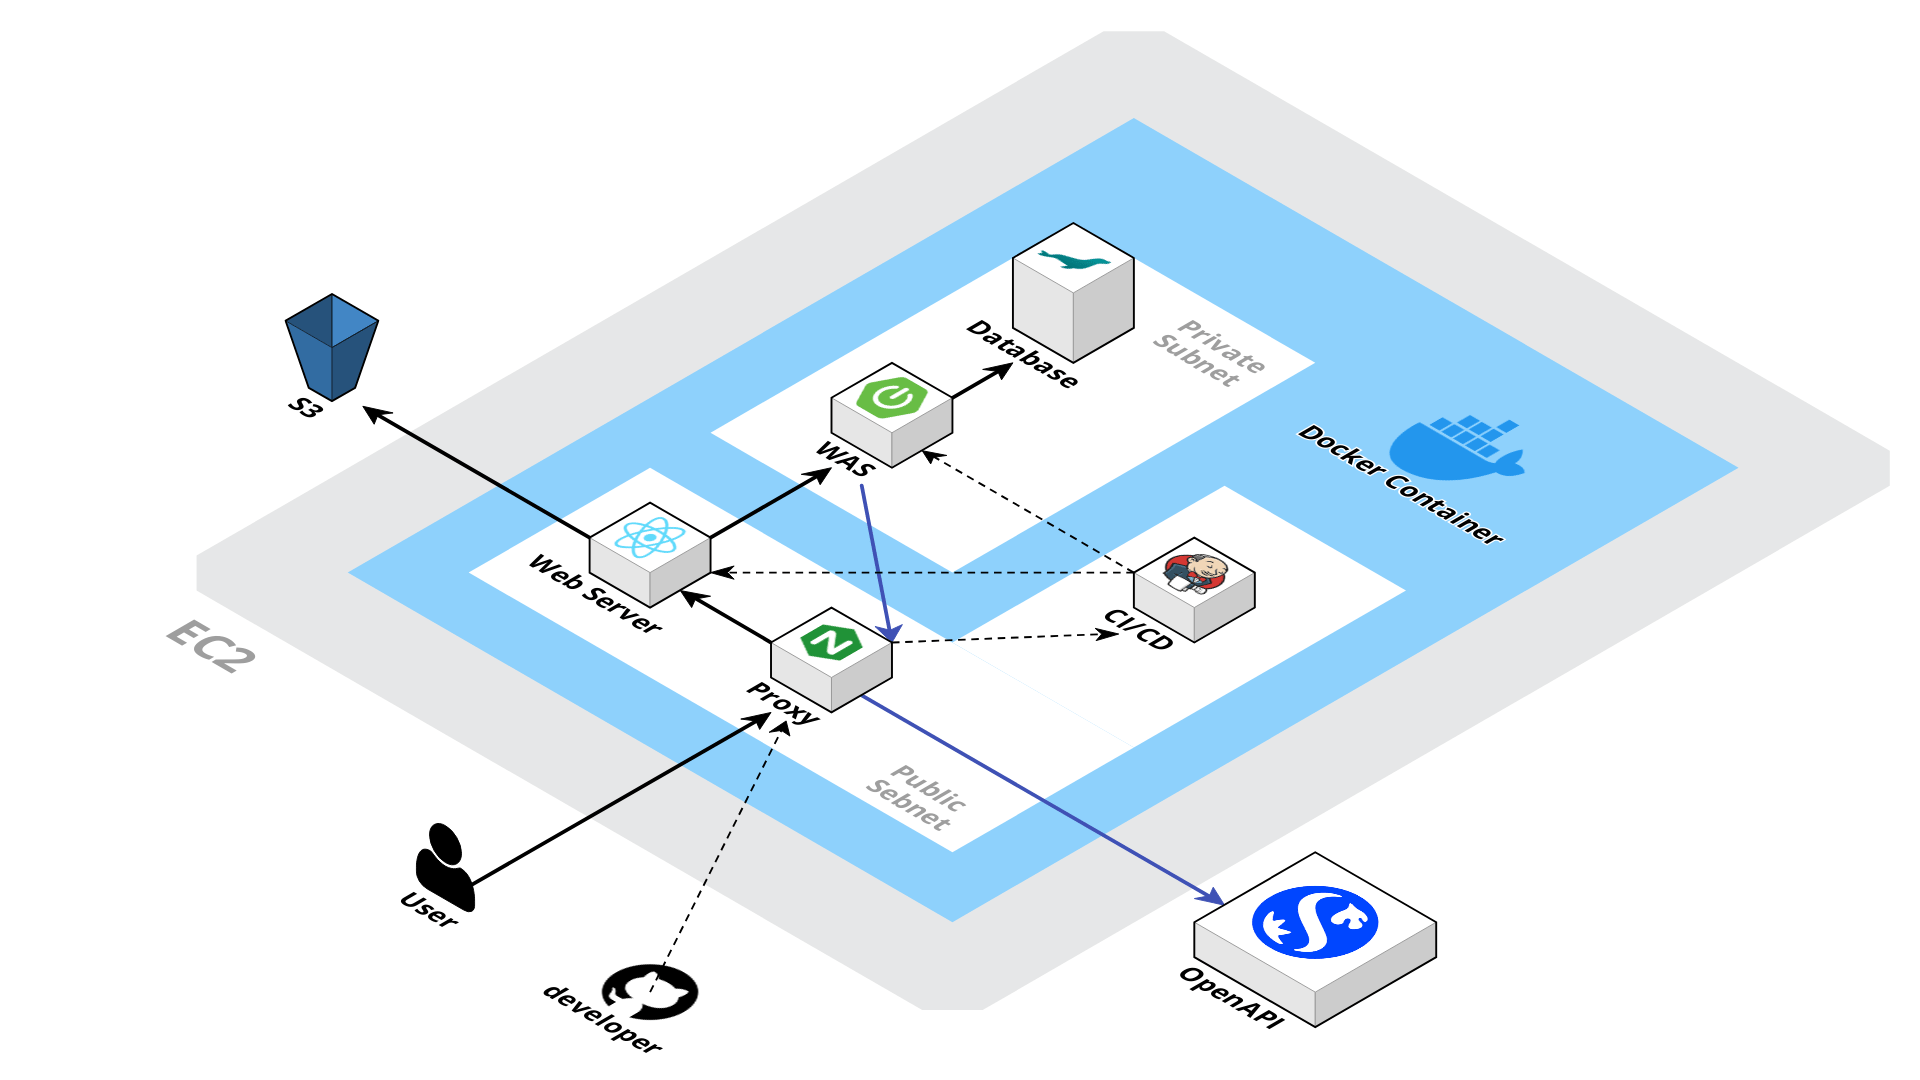 Database
Private
Subnet
S3
WAS
Docker Container
Web Server
CI/CD
EC2
Proxy
Public
Sebnet
User
developer
OpenAPI